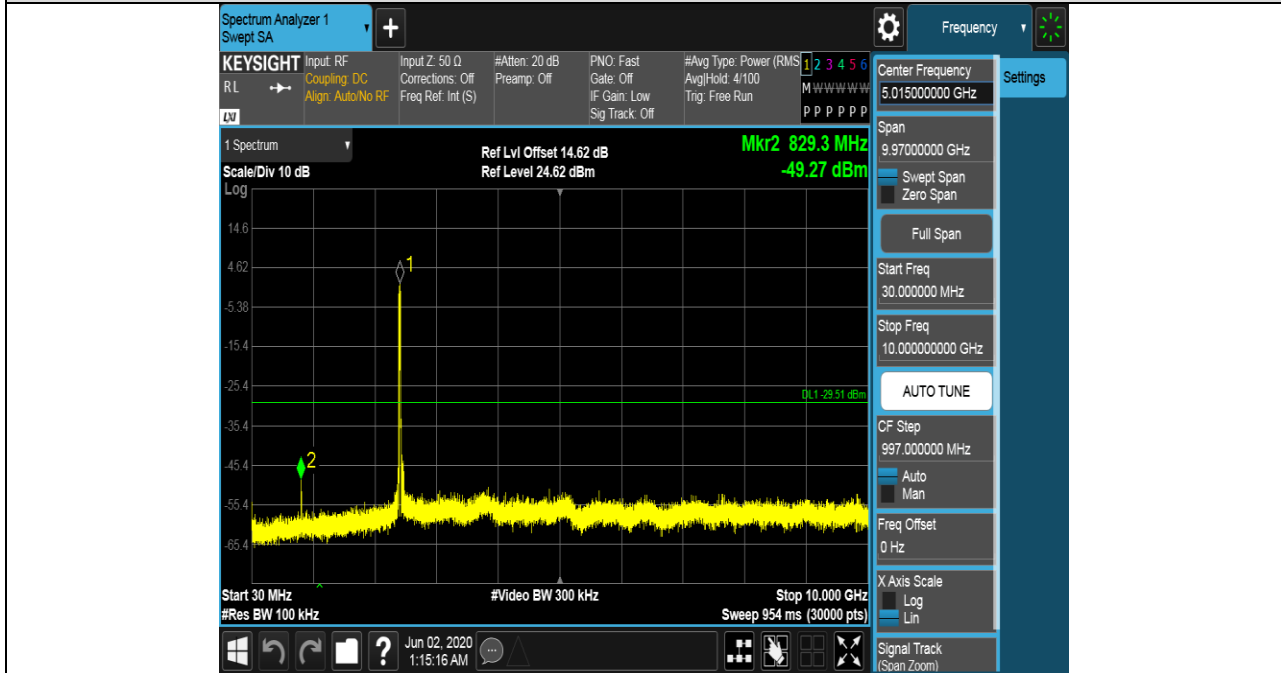 Spectrum Analyzer 1
Swept SA
+
Frequency
KEYSIGHT
RL
LXI
Input: RF
Coupling: DC
Align: Auto/No RF
Input Z: 50 Ω
Corrections: Off
Freq Ref: Int (S)
#Atten: 20 dB
Preamp: Off
PNO: Fast
Gate: Off
IF Gain: Low
Sig Track: Off
#Avg Type: Power (RMS
Avg|Hold: 4/100
Trig: Free Run
1 2 3 4 5 6
M W W W W W
P P P P P P
1 Spectrum
Scale/Div 10 dB
Log
Ref Lvl Offset 14.62 dB
Ref Level 24.62 dBm
Mkr2 829.3 MHz
-49.27 dBm
14.6
4.62
-5.38
-15.4
-25.4
-35.4
-45.4
-55.4
-65.4
1
2
DL1 -29.51 dBm
Start 30 MHz
#Res BW 100 kHz
#Video BW 300 kHz
Stop 10.000 GHz
Sweep 954 ms (30000 pts)
Center Frequency
5.015000000 GHz
Settings
Span
9.97000000 GHz
Swept Span
Zero Span
Full Span
Start Freq
30.000000 MHz
Stop Freq
10.000000000 GHz
AUTO TUNE
CF Step
997.000000 MHz
Auto
Man
Freq Offset
0 Hz
X Axis Scale
Log
Lin
Signal Track
(Span Zoom)
?
Jun 02, 2020
1:15:16 AM